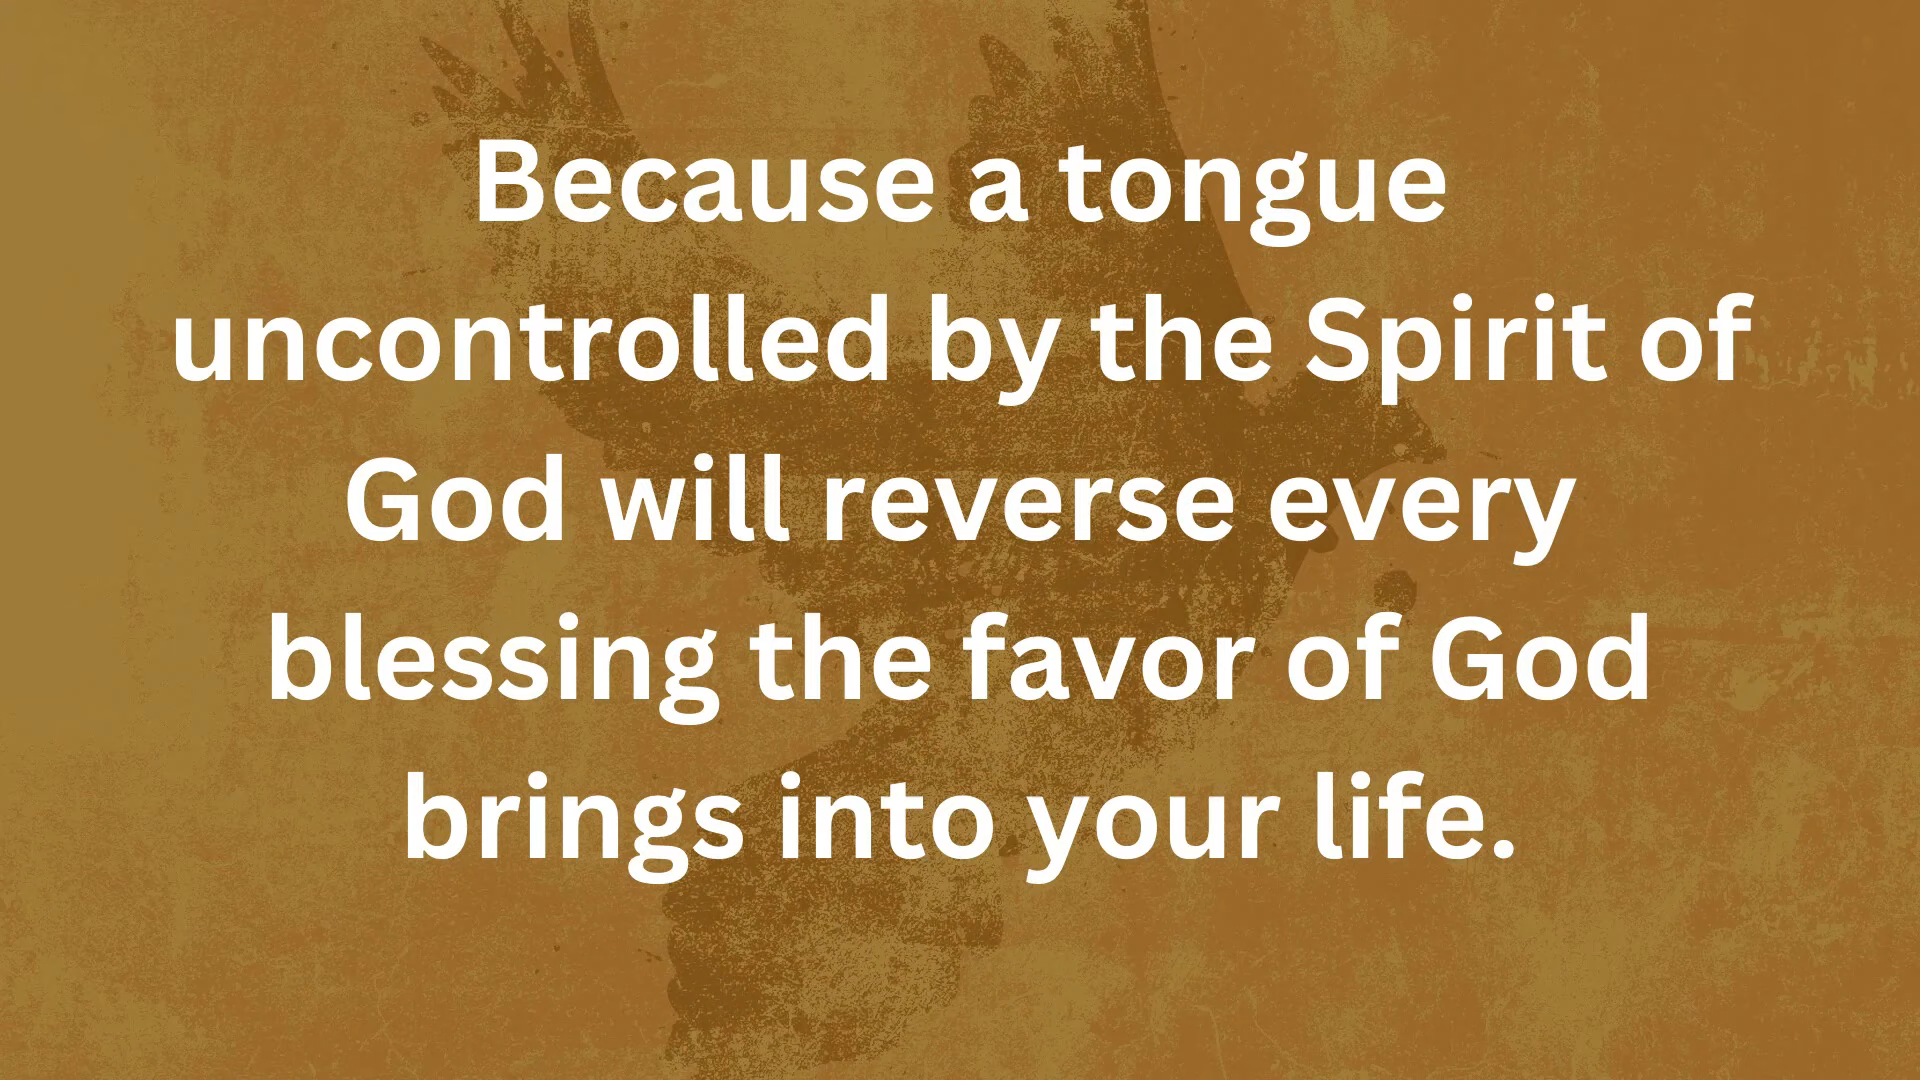 Because a tongue
uncontrolled by the Spirit of
God will reverse every
blessing the favor of God
brings into your life.